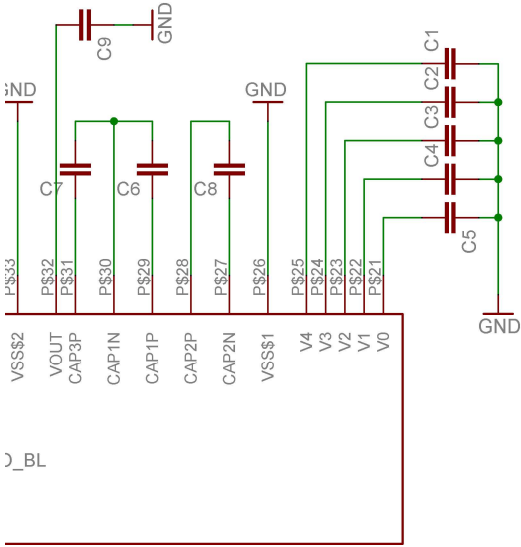 C9
GND
C1
C2
C3
C4
C5
GND
GND
C7
C6
C8
P$33
P$32
P$31
P$30
P$29
P$28
P$27
P$26
P$25
P$24
P$23
P$22
P$21
GND
VSS$2
VOUT
CAP3P
CAP1N
CAP1P
CAP2P
CAP2N
VSS$1
V4
V3
V2
V1
V0
D_BL